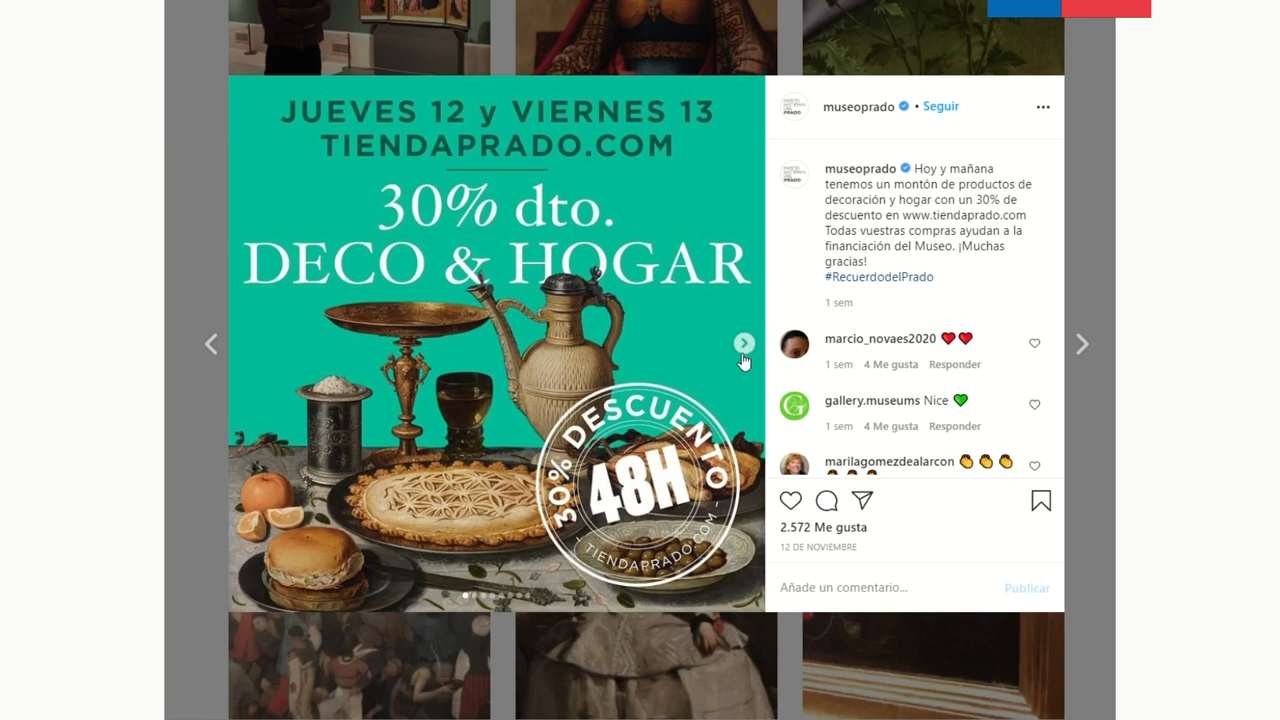 JUEVES 12 y VIERNES 13
TIENDAPRADO.COM
30% dto.
DECO & HOGAR
30% DESCUENTO
48H
- TIENDAPRADO.COM -
museoprado • Seguir
museoprado Hoy y mañana
tenemos un montón de productos de
decoración y hogar con un 30% de
descuento en www.tiendaprado.com
Todas vuestras compras ayudan a la
financiación del Museo. ¡Muchas
gracias!
#RecuerdodelPrado
1 sem
marcio_novaes2020 ❤️❤️
1 sem 4 Me gusta Responder
gallery.museums Nice 💚
1 sem 4 Me gusta Responder
marilagomezdealarcon 👏👏👏
2.572 Me gusta
12 DE NOVIEMBRE
Añade un comentario...
Publicar